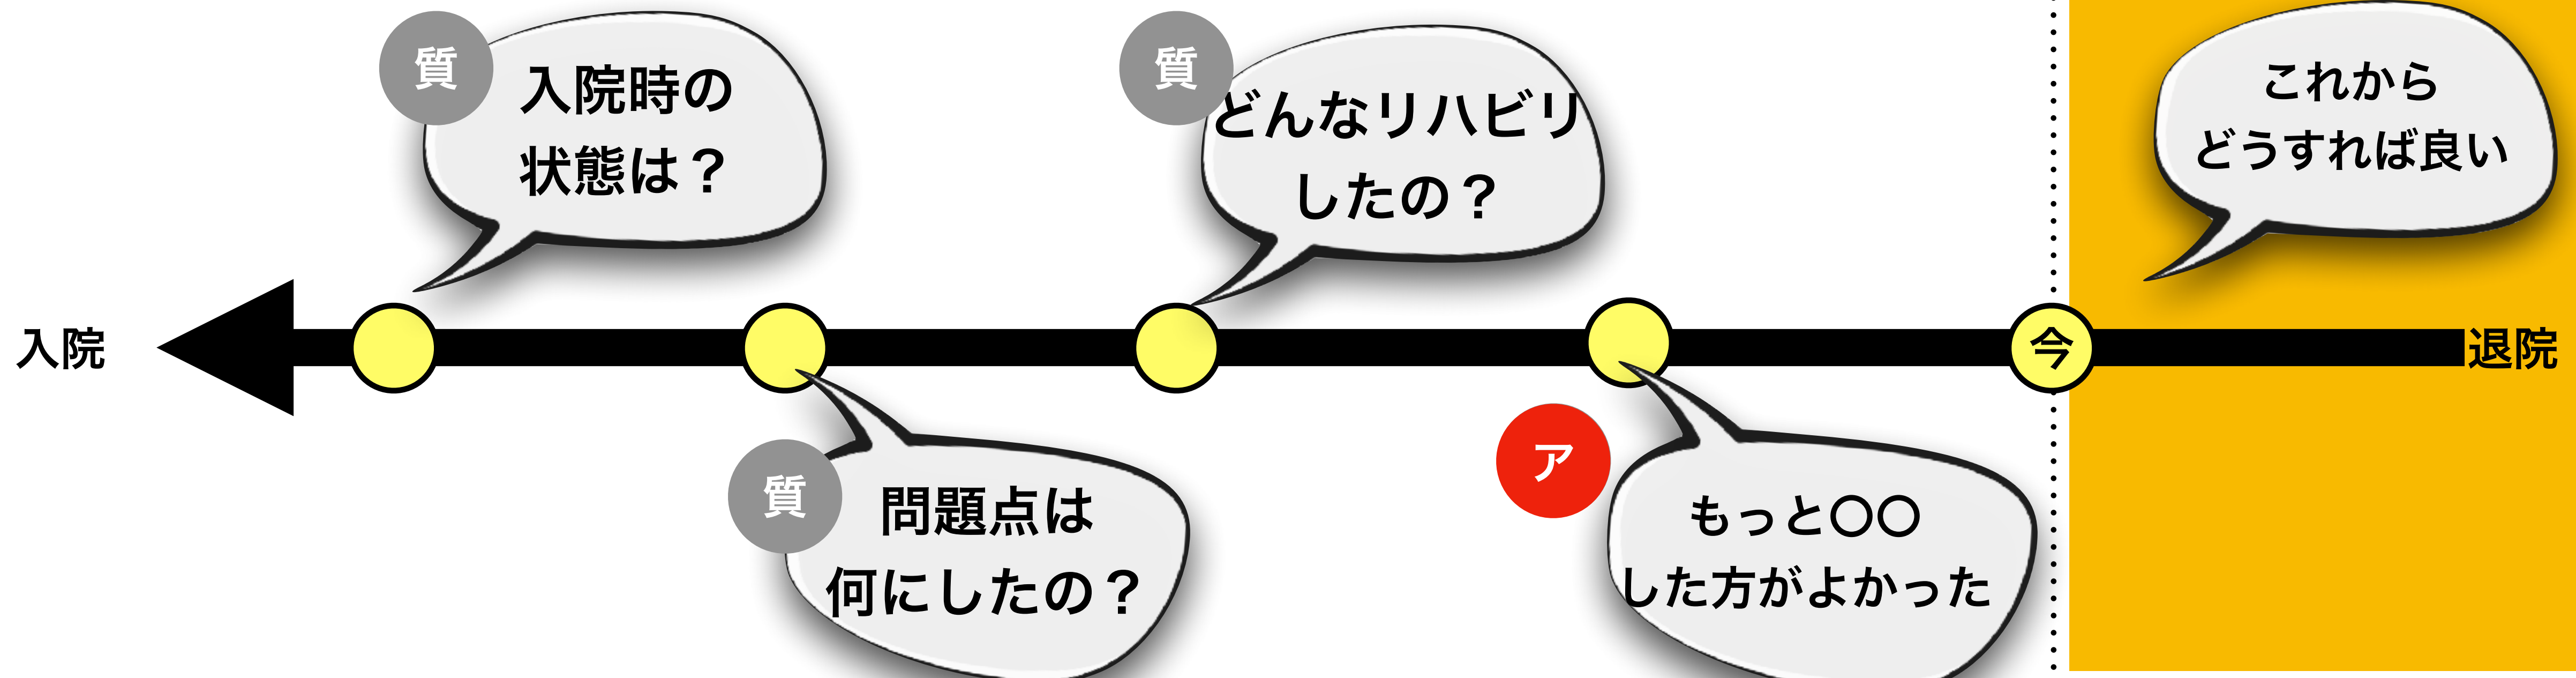 質
入院時の
状態は？
質
どんなリハビリ
したの？
これから
どうすれば良い
入院
今
退院
質
問題点は
何にしたの？
ア
もっと〇〇
した方がよかった